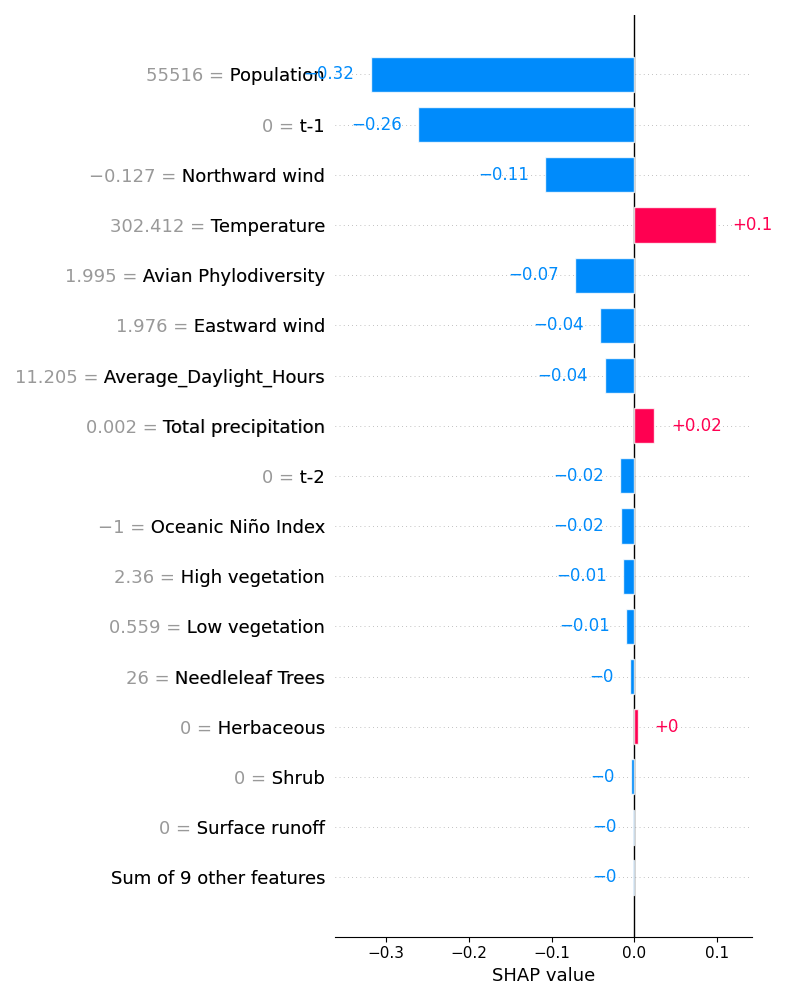 55516 = Population −0.32
0 = t-1 −0.26
−0.127 = Northward wind −0.11
302.412 = Temperature +0.1
1.995 = Avian Phylodiversity −0.07
1.976 = Eastward wind −0.04
11.205 = Average_Daylight_Hours −0.04
0.002 = Total precipitation +0.02
0 = t-2 −0.02
−1 = Oceanic Niño Index −0.02
2.36 = High vegetation −0.01
0.559 = Low vegetation −0.01
26 = Needleleaf Trees −0
0 = Herbaceous +0
0 = Shrub −0
0 = Surface runoff −0
Sum of 9 other features −0
−0.3 −0.2 −0.1 0.0 0.1
SHAP value